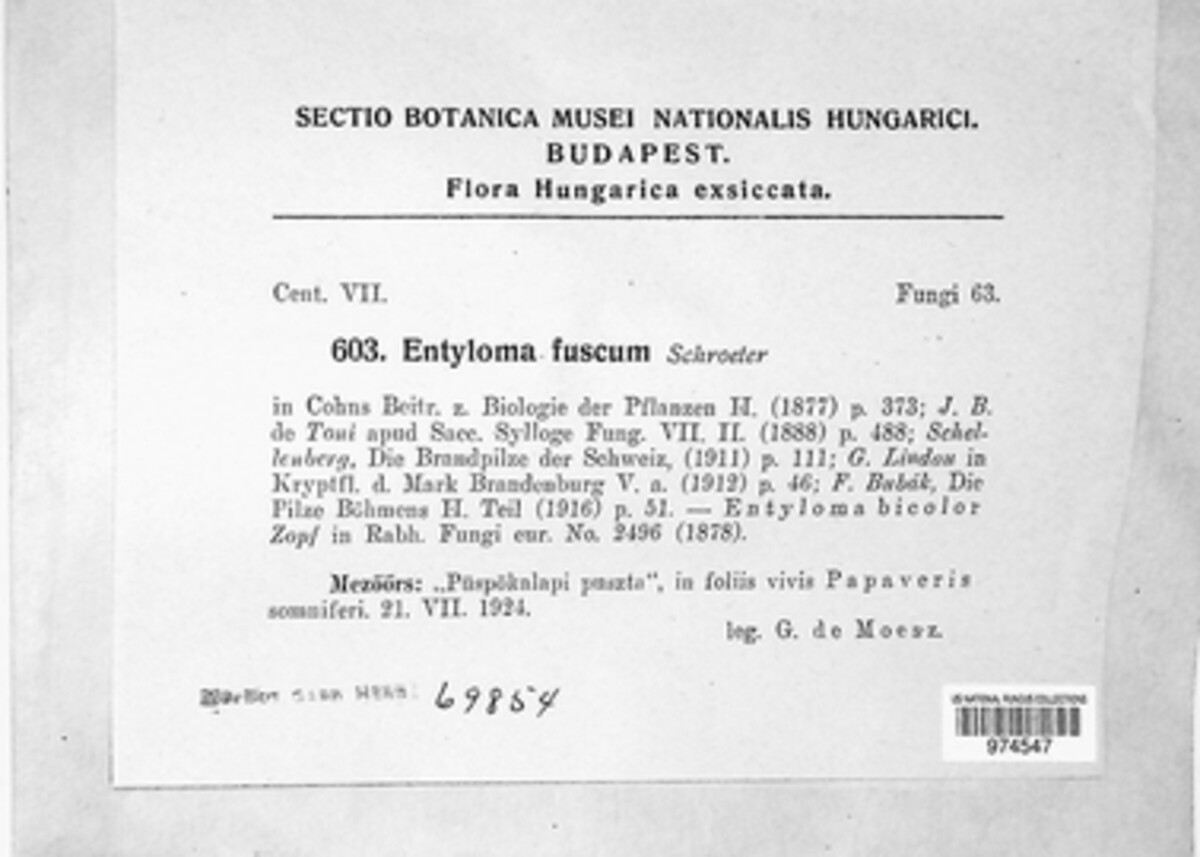 SECTIO BOTANICA MUSEI NATIONALIS HUNGARICI.
BUDAPEST.
Flora Hungarica exsiccata.
Cent. VII. Fungi 63.
603. Entyloma fuscum Schroeter
in Cohns Beitr. z. Biologie der Pflanzen II. (1877) p. 373; J. B.
de Toni apud Sacc. Sylloge Fung. VII. II. (1888) p. 488; Schel-
lenberg, Die Brandpilze der Schweiz, (1911) p. 111; G. Lindau in
Kryptfl. d. Mark Brandenburg V. a. (1912) p. 46; F. Bubák, Die
Pilze Böhmens II. Teil (1916) p. 51. — Entyloma bicolor
Zopf in Rabh. Fungi eur. No. 2496 (1878).
Mezőörs: „Püspökalapi puszta“, in foliis vivis Papaveris
somniferi. 21. VII. 1924.
leg. G. de Moesz.
69854
US NATIONAL FUNGUS COLLECTIONS
974547